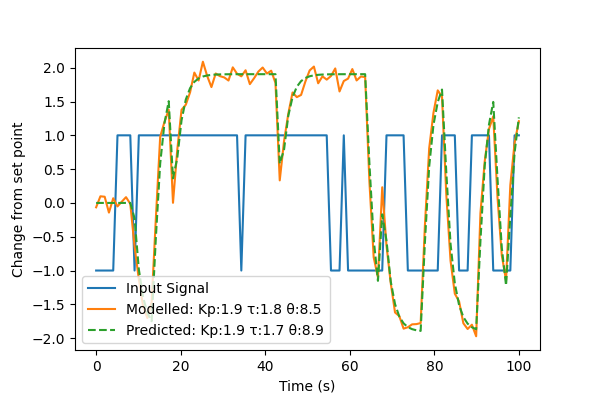 2.0
1.5
1.0
0.5
0.0
−0.5
−1.0
−1.5
−2.0
Change from set point
Input Signal
Modelled: Kp:1.9 τ:1.8 θ:8.5
Predicted: Kp:1.9 τ:1.7 θ:8.9
0 20 40 60 80 100
Time (s)